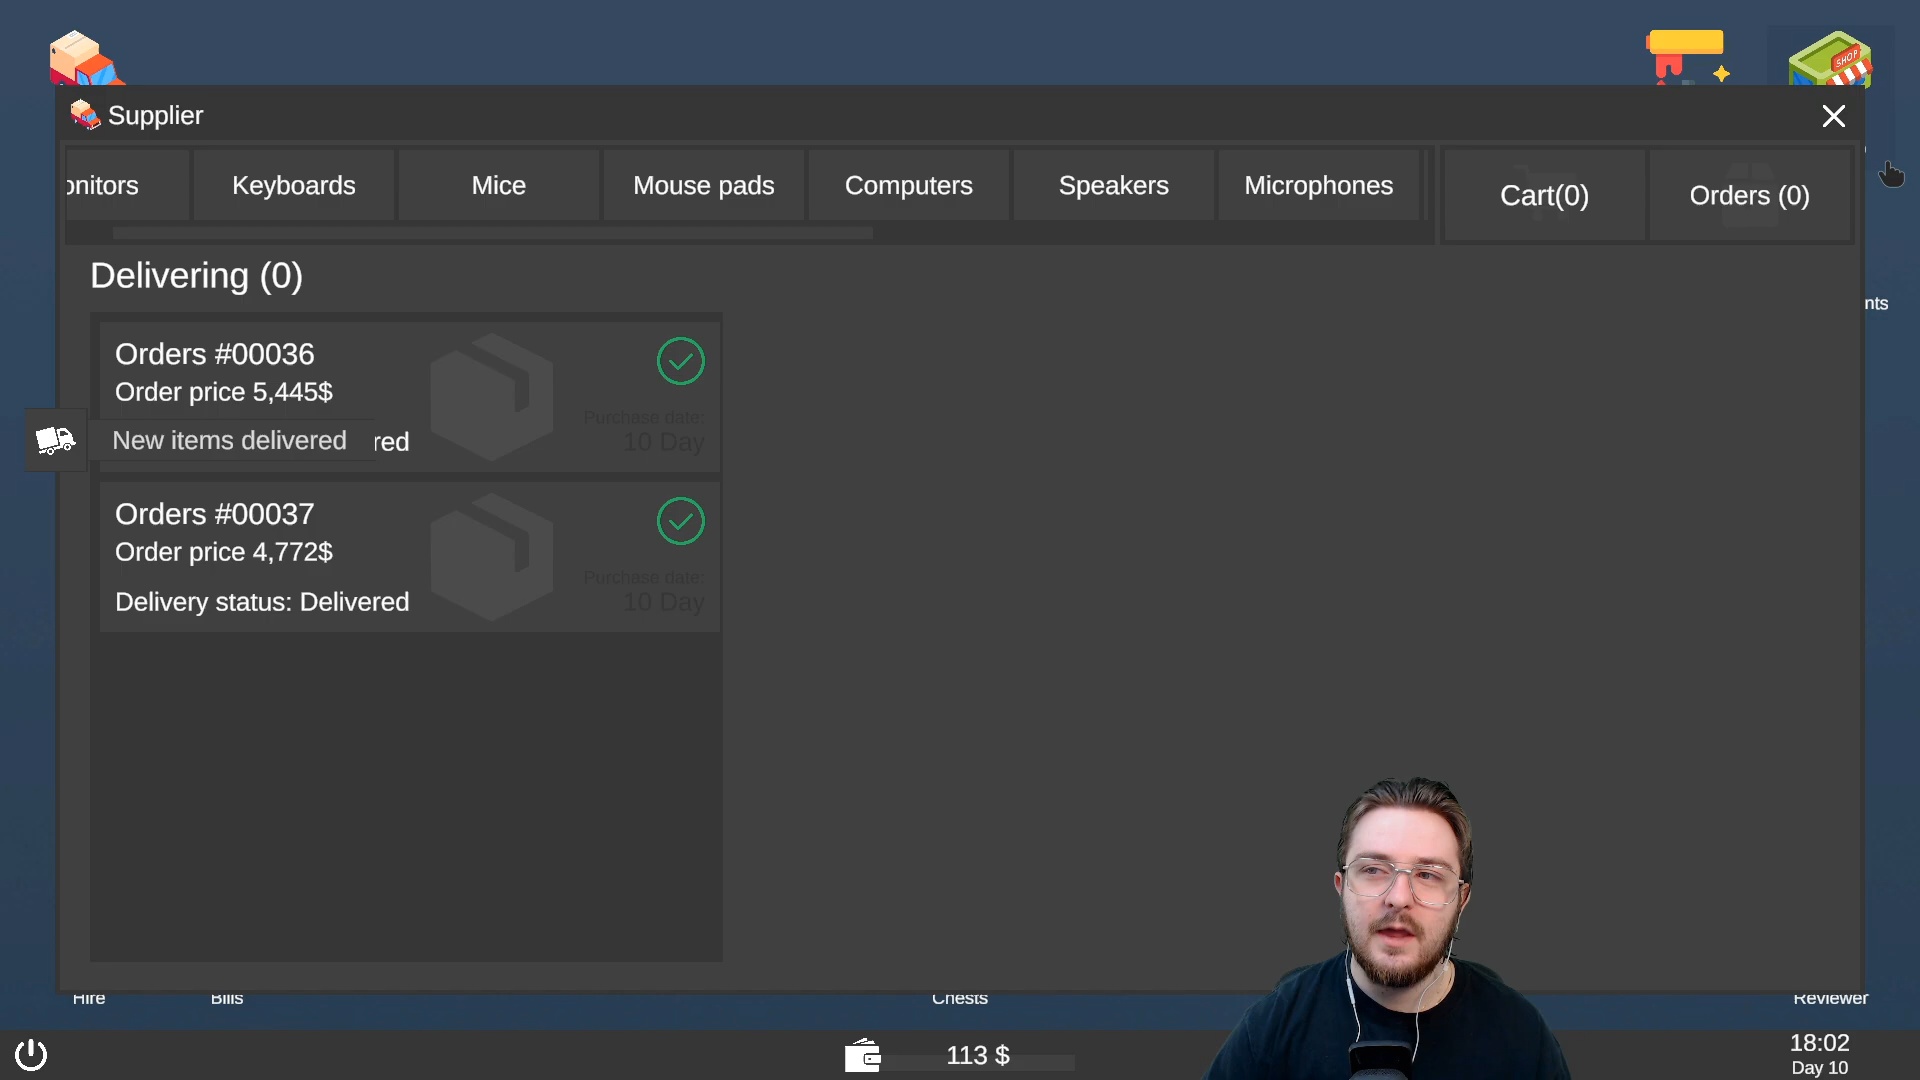 SHOP
Supplier
onitors
Keyboards
Mice
Mouse pads
Computers
Speakers
Microphones
Cart(0)
Orders (0)
Delivering (0)
nts
Orders #00036
Order price 5,445$
Purchase date:
10 Day
New items delivered
red
Orders #00037
Order price 4,772$
Purchase date:
10 Day
Delivery status: Delivered
Hire
Bills
Chests
Reviewer
113 $
18:02
Day 10